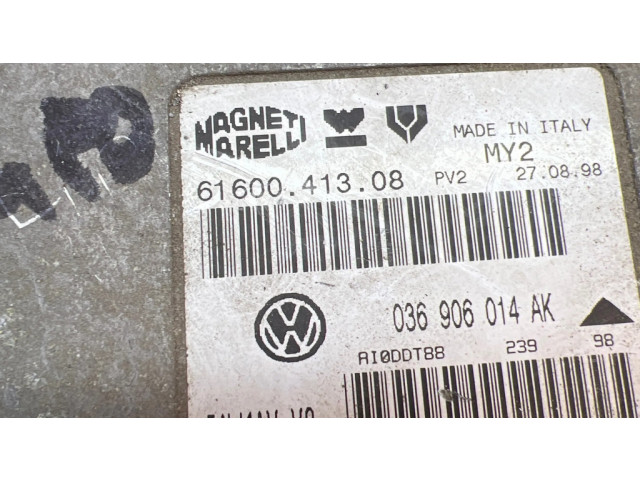 MAGNETI
MARELLI
MADE IN ITALY
MY2
61600.413.08 PV2 27.08.98
036 906 014 AK
AI0DDT88 239 98